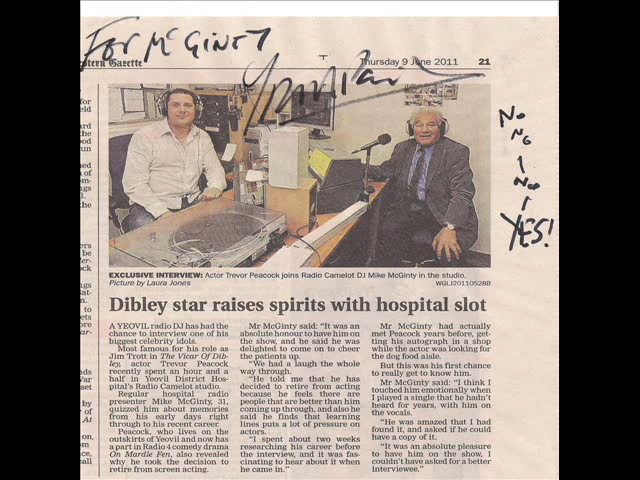 FOR McGINTY
stern Gazette
Thursday 9 June 2011 21
No
No
I
No
I
YES!
EXCLUSIVE INTERVIEW: Actor Trevor Peacock joins Radio Camelot DJ Mike McGinty in the studio.
Picture by Laura Jones
WGLJ20110528B
Dibley star raises spirits with hospital slot
A YEOVIL radio DJ has had the
chance to interview one of his
biggest celebrity idols.
Most famous for his role as
Jim Trott in The Vicar Of Dib-
ley, actor Trevor Peacock
recently spent an hour and a
half in Yeovil District Hos-
pital's Radio Camelot studio.
Regular hospital radio
presenter Mike McGinty, 31,
quizzed him about memories
from his early days right
through to his recent career.
Peacock, who lives on the
outskirts of Yeovil and now has
a part in Radio 4 comedy drama
On Mardle Fen, also revealed
why he took the decision to
retire from screen acting.
Mr McGinty said: "It was an
absolute honour to have him on
the show, and he said he was
delighted to come on to cheer
the patients up.
"We had a laugh the whole
way through.
"He told me that he has
decided to retire from acting
because he feels there are
people that are better than him
coming up through, and also he
said he finds that learning
lines puts a lot of pressure on
actors.
"I spent about two weeks
researching his career before
the interview, and it was fas-
cinating to hear about it when
he came in."
Mr McGinty had actually
met Peacock years before, get-
ting his autograph in a shop
while the actor was looking for
the dog food aisle.
But this was his first chance
to really get to know him.
Mr McGinty said: "I think I
touched him emotionally when
I played a single that he hadn't
heard for years, with him on
the vocals.
"He was amazed that I had
found it, and asked if he could
have a copy of it.
"It was an absolute pleasure
to have him on the show, I
couldn't have asked for a better
interviewee."